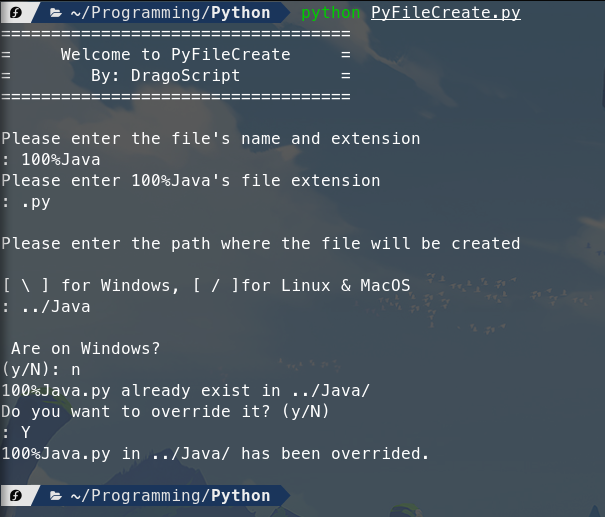 ~/Programming/Python python PyFileCreate.py
===================================
=     Welcome to PyFileCreate     =
=        By: DragoScript          =
===================================
Please enter the file's name and extension
: 100%Java
Please enter 100%Java's file extension
: .py
Please enter the path where the file will be created
[ \ ] for Windows, [ / ]for Linux & MacOS
: ../Java
Are on Windows?
(y/N): n
100%Java.py already exist in ../Java/
Do you want to override it? (y/N)
: Y
100%Java.py in ../Java/ has been overrided.
~/Programming/Python